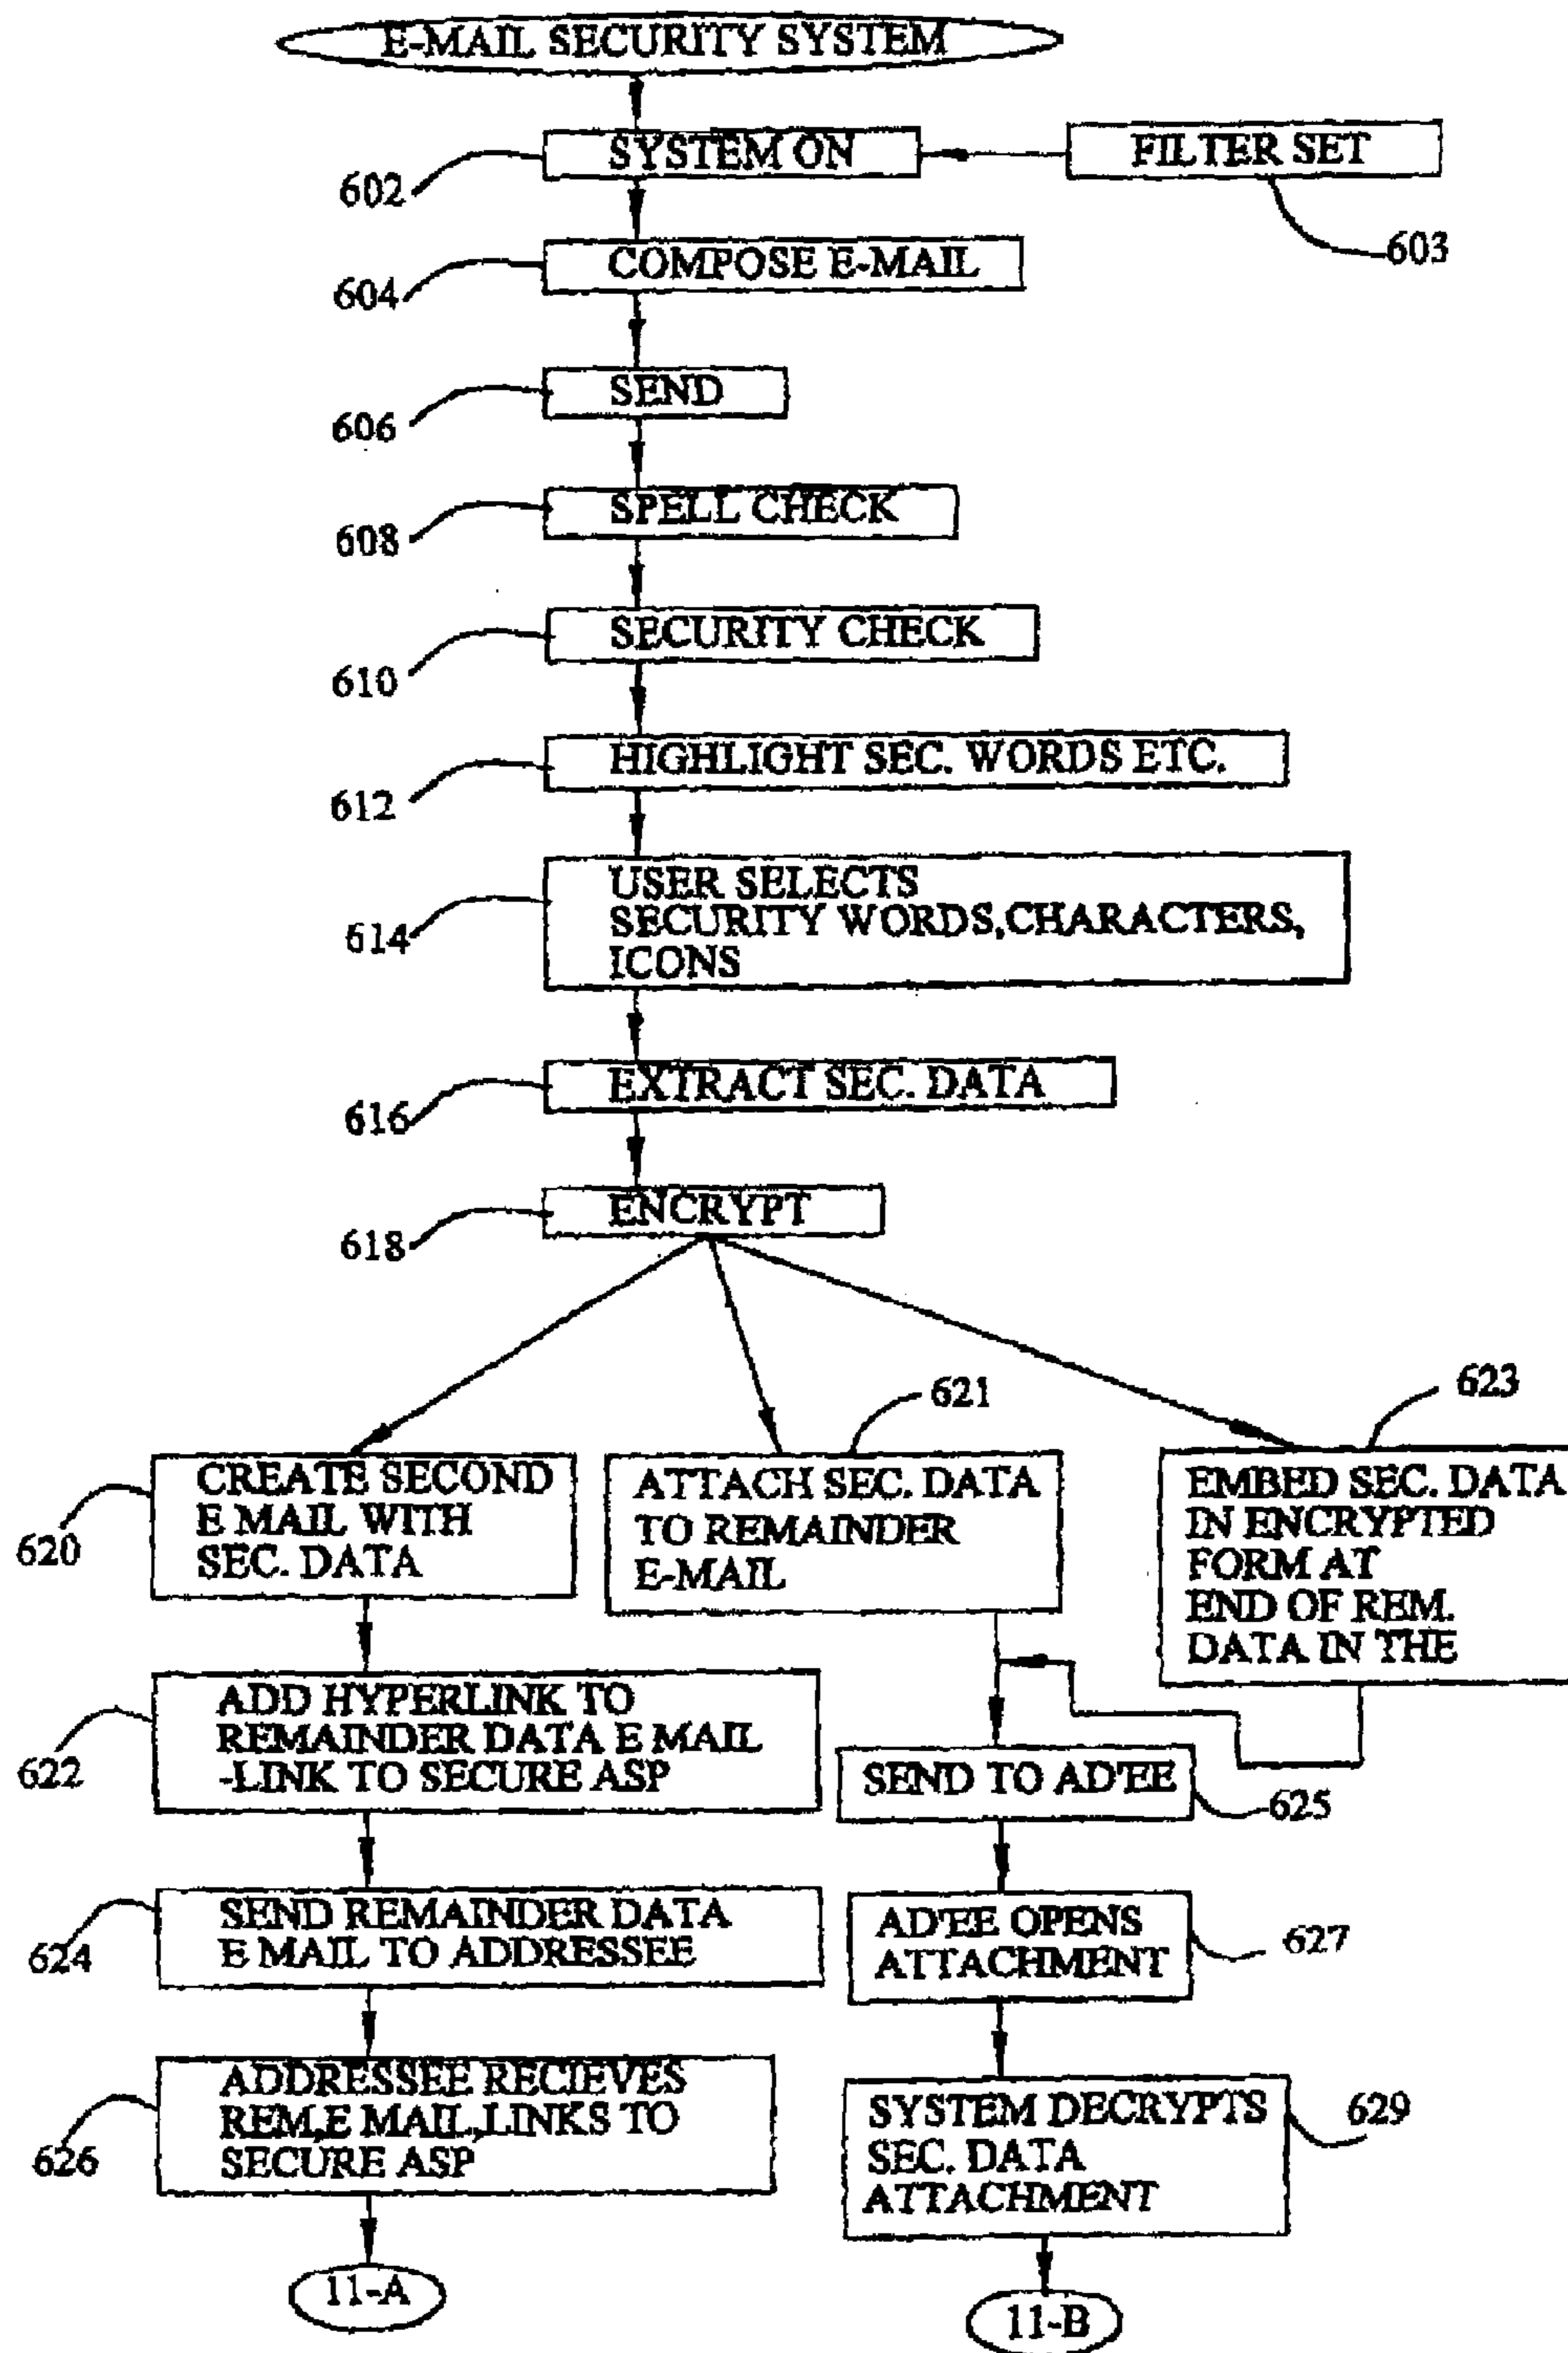 E-MAIL SECURITY SYSTEM
SYSTEM ON
FILTER SET
602
603
COMPOSE E-MAIL
604
SEND
606
SPELL CHECK
608
SECURITY CHECK
610
HIGHLIGHT SEC. WORDS ETC.
612
USER SELECTS
SECURITY WORDS,CHARACTERS,
ICONS
614
EXTRACT SEC. DATA
616
ENCRYPT
618
CREATE SECOND
E MAIL WITH
SEC. DATA
620
621
ATTACH SEC. DATA
TO REMAINDER
E-MAIL
623
EMBED SEC. DATA
IN ENCRYPTED
FORM AT
END OF REM.
DATA IN THE
ADD HYPERLINK TO
REMAINDER DATA E MAIL
-LINK TO SECURE ASP
622
SEND TO AD'EE
625
SEND REMAINDER DATA
E MAIL TO ADDRESSEE
624
AD'EE OPENS
ATTACHMENT
627
ADDRESSEE RECIEVES
REM,E MAIL,LINKS TO
SECURE ASP
626
SYSTEM DECRYPTS
SEC. DATA
ATTACHMENT
629
11-A
11-B